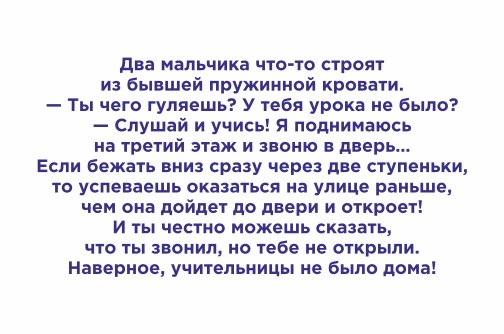 Два мальчика что-то строят
из бывшей пружинной кровати.
— Ты чего гуляешь? У тебя урока не было?
— Слушай и учись! Я поднимаюсь
на третий этаж и звоню в дверь...
Если бежать вниз сразу через две ступеньки,
то успеваешь оказаться на улице раньше,
чем она дойдет до двери и откроет!
И ты честно можешь сказать,
что ты звонил, но тебе не открыли.
Наверное, учительницы не было дома!